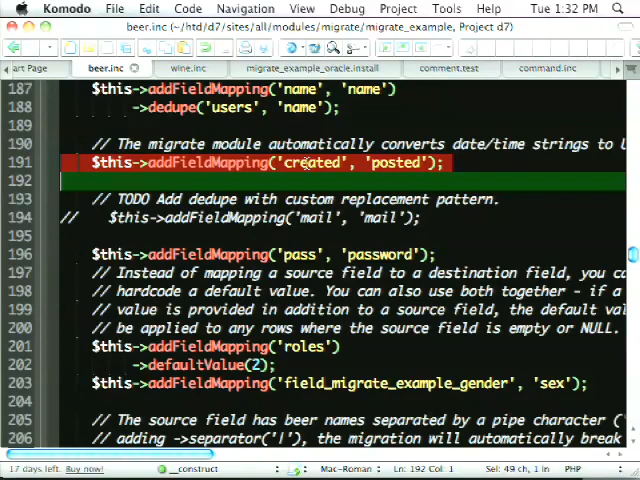 Komodo File Edit Code Navigation View Debug Project Tools Help Tue 1:32 PM
beer.inc (~/htd/d7/sites/all/modules/migrate/migrate_example, Project d7)
art Page beer.inc wine.inc migrate_example_oracle.install comment.test command.inc
187 $this->addFieldMapping('name', 'name')
188 ->dedupe('users', 'name');
189
190 // The migrate module automatically converts date/time strings to U
191 $this->addFieldMapping('created', 'posted');
192
193 // TODO Add dedupe with custom replacement pattern.
194 // $this->addFieldMapping('mail', 'mail');
195
196 $this->addFieldMapping('pass', 'password');
197 // Instead of mapping a source field to a destination field, you ca
198 // hardcode a default value. You can also use both together - if a
199 // value is provided in addition to a source field, the default val
200 // be applied to any rows where the source field is empty or NULL.
201 $this->addFieldMapping('roles')
202 ->defaultValue(2);
203 $this->addFieldMapping('field_migrate_example_gender', 'sex');
204
205 // The source field has beer names separated by a pipe character ('
206 // adding ->separator('|'), the migration will automatically break
17 days left. Buy now! __construct Mac-Roman Ln: 192 Col: 1 Sel: 49 ch, 1 ln PHP